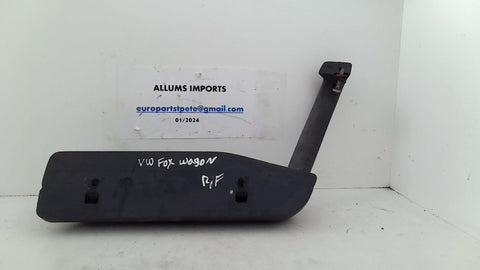 ALLUMS IMPORTS
europartstpete@gmail.com
01/2024
VW FOX WAGON
R/F